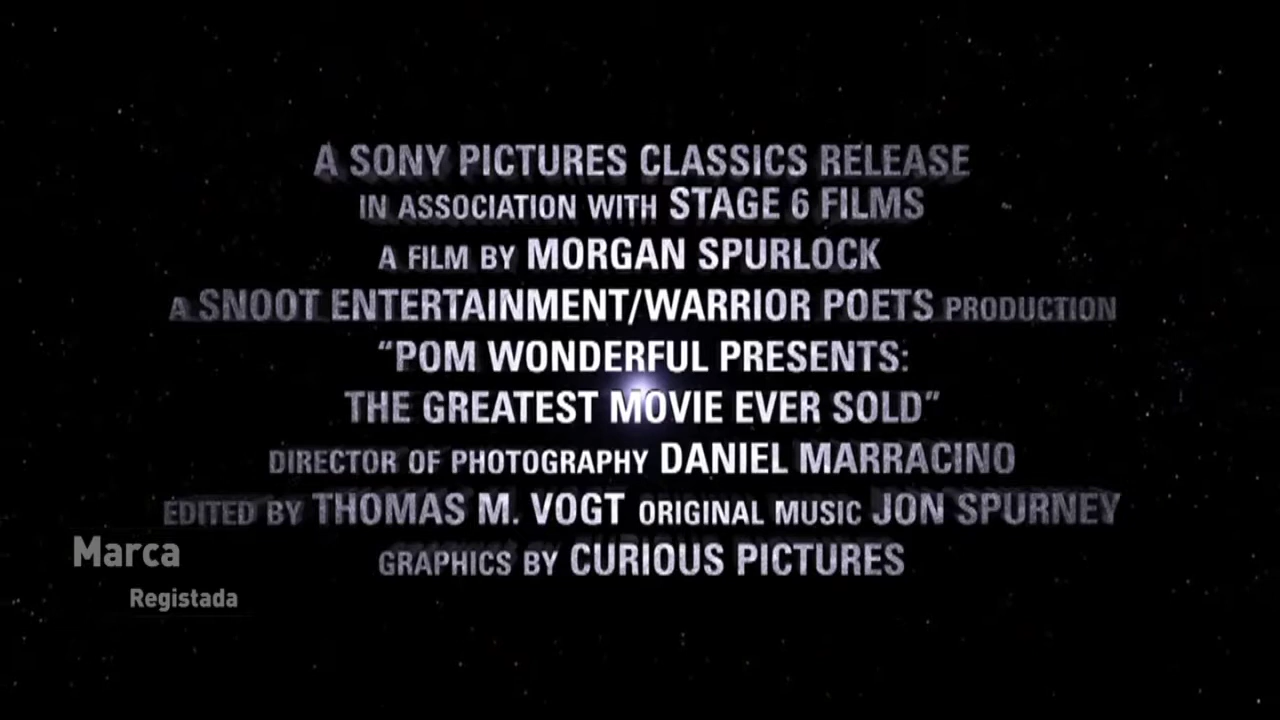 A SONY PICTURES CLASSICS RELEASE
IN ASSOCIATION WITH STAGE 6 FILMS
A FILM BY MORGAN SPURLOCK
A SNOOT ENTERTAINMENT/WARRIOR POETS PRODUCTION
“POM WONDERFUL PRESENTS:
THE GREATEST MOVIE EVER SOLD”
DIRECTOR OF PHOTOGRAPHY DANIEL MARRACINO
EDITED BY THOMAS M. VOGT ORIGINAL MUSIC JON SPURNEY
GRAPHICS BY CURIOUS PICTURES
Marca
Registada